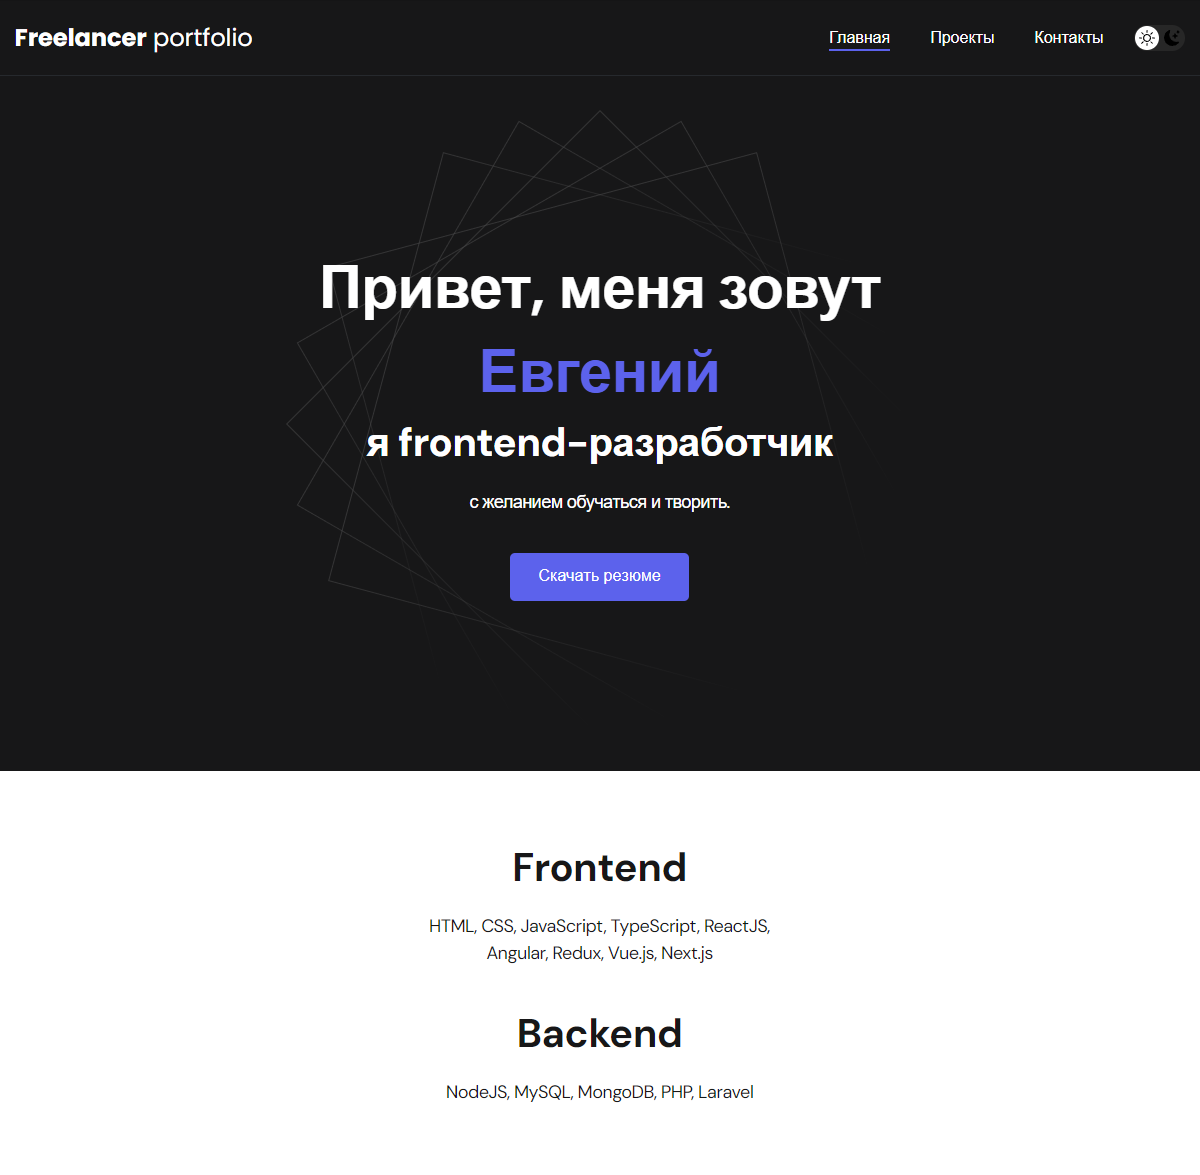 Freelancer portfolio
Главная
Проекты
Контакты
Привет, меня зовут
Евгений
я frontend-разработчик
с желанием обучаться и творить.
Скачать резюме
Frontend
HTML, CSS, JavaScript, TypeScript, ReactJS,
Angular, Redux, Vue.js, Next.js
Backend
NodeJS, MySQL, MongoDB, PHP, Laravel